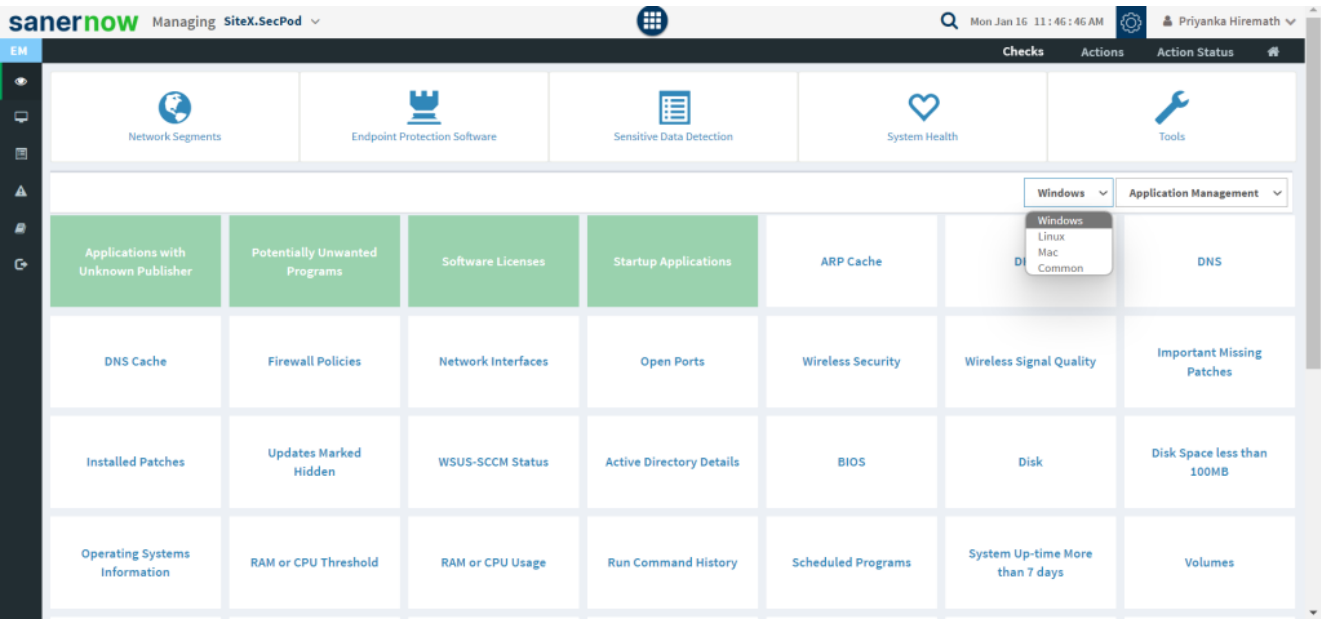 sanernow Managing SiteX.SecPod
Mon Jan 16 11:46:46 AM
Priyanka Hiremath
EM
Checks
Actions
Action Status
Network Segments
Endpoint Protection Software
Sensitive Data Detection
System Health
Tools
Windows
Application Management
Windows
Linux
Mac
Common
Applications with
Unknown Publisher
Potentially Unwanted
Programs
Software Licenses
Startup Applications
ARP Cache
DNS
DNS Cache
Firewall Policies
Network Interfaces
Open Ports
Wireless Security
Wireless Signal Quality
Important Missing
Patches
Installed Patches
Updates Marked
Hidden
WSUS-SCCM Status
Active Directory Details
BIOS
Disk
Disk Space less than
100MB
Operating Systems
Information
RAM or CPU Threshold
RAM or CPU Usage
Run Command History
Scheduled Programs
System Up-time More
than 7 days
Volumes